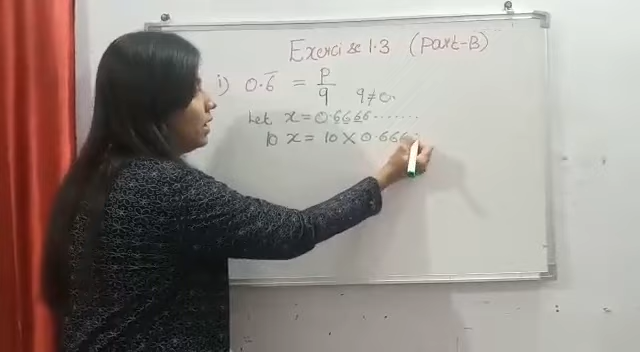 Exercise 1.3 (Part-B)
i) 0.6̅ = p/q q≠0.
Let x = 0.6666......
10 x = 10 × 0.666